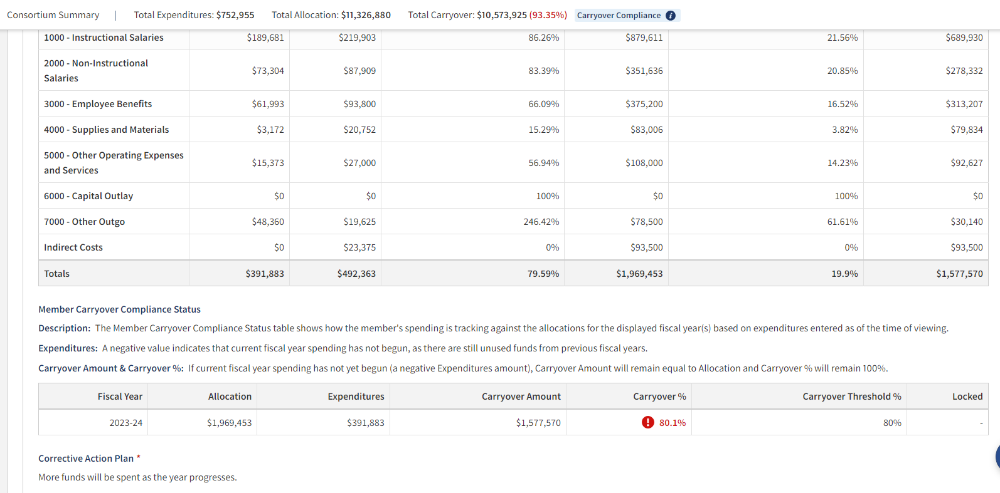 Consortium Summary | Total Expenditures: $752,955 Total Allocation: $11,326,880 Total Carryover: $10,573,925 (93.35%) Carryover Compliance i
1000 - Instructional Salaries $189,681 $219,903 86.26% $879,611 21.56% $689,930
2000 - Non-Instructional
Salaries $73,304 $87,909 83.39% $351,636 20.85% $278,332
3000 - Employee Benefits $61,993 $93,800 66.09% $375,200 16.52% $313,207
4000 - Supplies and Materials $3,172 $20,752 15.29% $83,006 3.82% $79,834
5000 - Other Operating Expenses
and Services $15,373 $27,000 56.94% $108,000 14.23% $92,627
6000 - Capital Outlay $0 $0 100% $0 100% $0
7000 - Other Outgo $48,360 $19,625 246.42% $78,500 61.61% $30,140
Indirect Costs $0 $23,375 0% $93,500 0% $93,500
Totals $391,883 $492,363 79.59% $1,969,453 19.9% $1,577,570
Member Carryover Compliance Status
Description: The Member Carryover Compliance Status table shows how the member's spending is tracking against the allocations for the displayed fiscal year(s) based on expenditures entered as of the time of viewing.
Expenditures: A negative value indicates that current fiscal year spending has not begun, as there are still unused funds from previous fiscal years.
Carryover Amount & Carryover %: If current fiscal year spending has not yet begun (a negative Expenditures amount), Carryover Amount will remain equal to Allocation and Carryover % will remain 100%.
Fiscal Year Allocation Expenditures Carryover Amount Carryover % Carryover Threshold % Locked
2023-24 $1,969,453 $391,883 $1,577,570 ! 80.1% 80% -
Corrective Action Plan *
More funds will be spent as the year progresses.